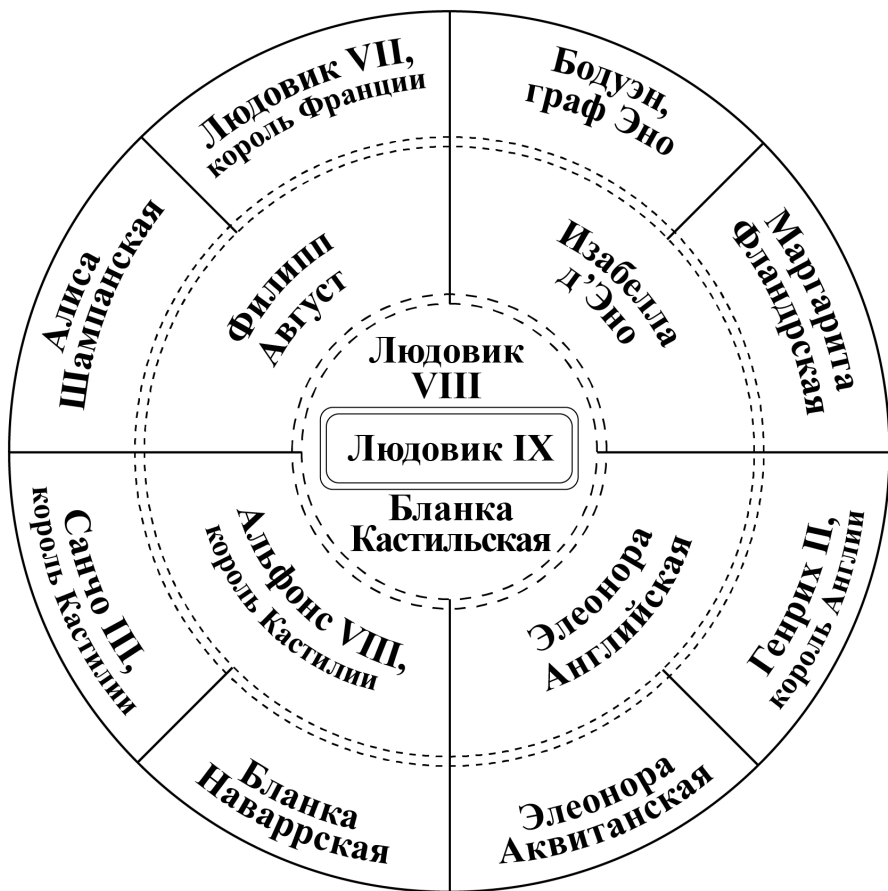 Людовик VII,
король Франции
Бодуэн,
граф Эно
Алиса
Шампанская
Маргарита
Фландрская
Филипп
Август
Изабелла
д’Эно
Людовик
VIII
Людовик IX
Бланка
Кастильская
Санчо III,
король Кастилии
Альфонс VIII,
король Кастилии
Элеонора
Английская
Генрих II,
король Англии
Бланка
Наваррская
Элеонора
Аквитанская